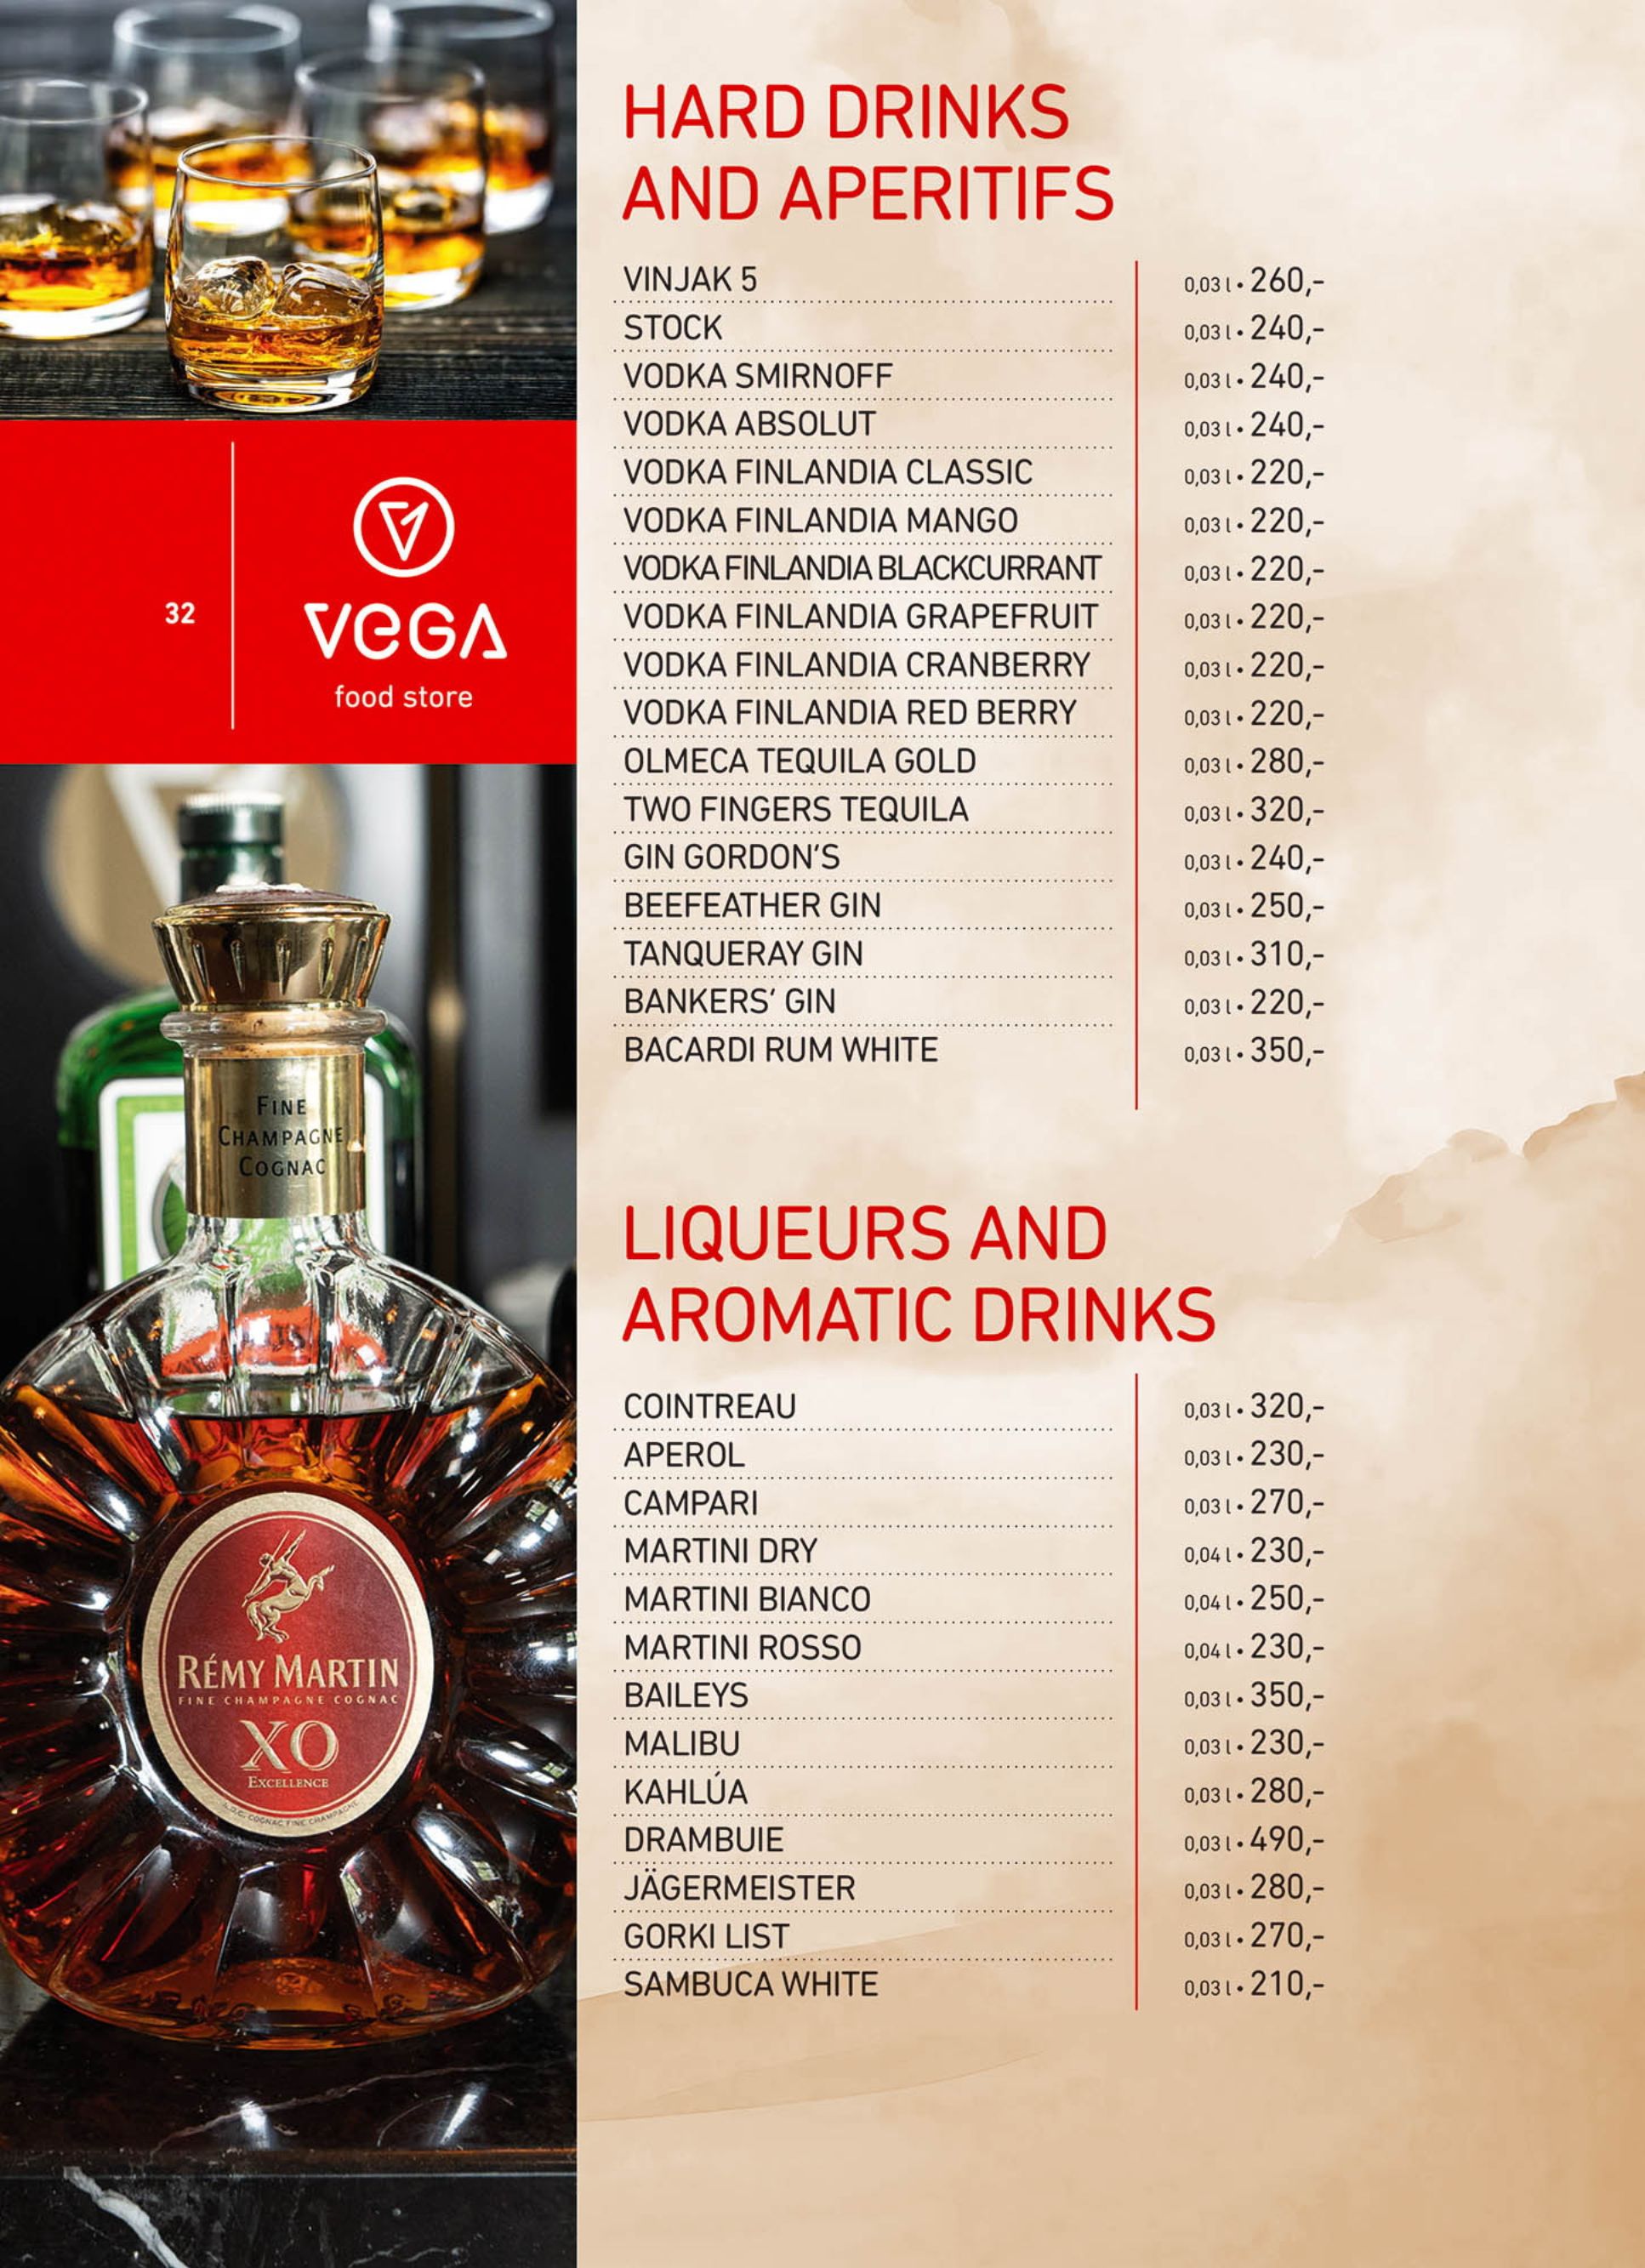 HARD DRINKS
AND APERITIFS
VINJAK 5 0,03 l • 260,-
STOCK 0,03 l • 240,-
VODKA SMIRNOFF 0,03 l • 240,-
VODKA ABSOLUT 0,03 l • 240,-
VODKA FINLANDIA CLASSIC 0,03 l • 220,-
VODKA FINLANDIA MANGO 0,03 l • 220,-
VODKA FINLANDIA BLACKCURRANT 0,03 l • 220,-
VODKA FINLANDIA GRAPEFRUIT 0,03 l • 220,-
VODKA FINLANDIA CRANBERRY 0,03 l • 220,-
VODKA FINLANDIA RED BERRY 0,03 l • 220,-
OLMECA TEQUILA GOLD 0,03 l • 280,-
TWO FINGERS TEQUILA 0,03 l • 320,-
GIN GORDON'S 0,03 l • 240,-
BEEFEATHER GIN 0,03 l • 250,-
TANQUERAY GIN 0,03 l • 310,-
BANKERS' GIN 0,03 l • 220,-
BACARDI RUM WHITE 0,03 l • 350,-
LIQUEURS AND
AROMATIC DRINKS
COINTREAU 0,03 l • 320,-
APEROL 0,03 l • 230,-
CAMPARI 0,03 l • 270,-
MARTINI DRY 0,04 l • 230,-
MARTINI BIANCO 0,04 l • 250,-
MARTINI ROSSO 0,04 l • 230,-
BAILEYS 0,03 l • 350,-
MALIBU 0,03 l • 230,-
KAHLÚA 0,03 l • 280,-
DRAMBUIE 0,03 l • 490,-
JÄGERMEISTER 0,03 l • 280,-
GORKI LIST 0,03 l • 270,-
SAMBUCA WHITE 0,03 l • 210,-
32
VEGA
food store
FINE
CHAMPAGNE
COGNAC
RÉMY MARTIN
FINE CHAMPAGNE COGNAC
XO
EXCELLENCE
COGNAC FINE CHAMPAGNE